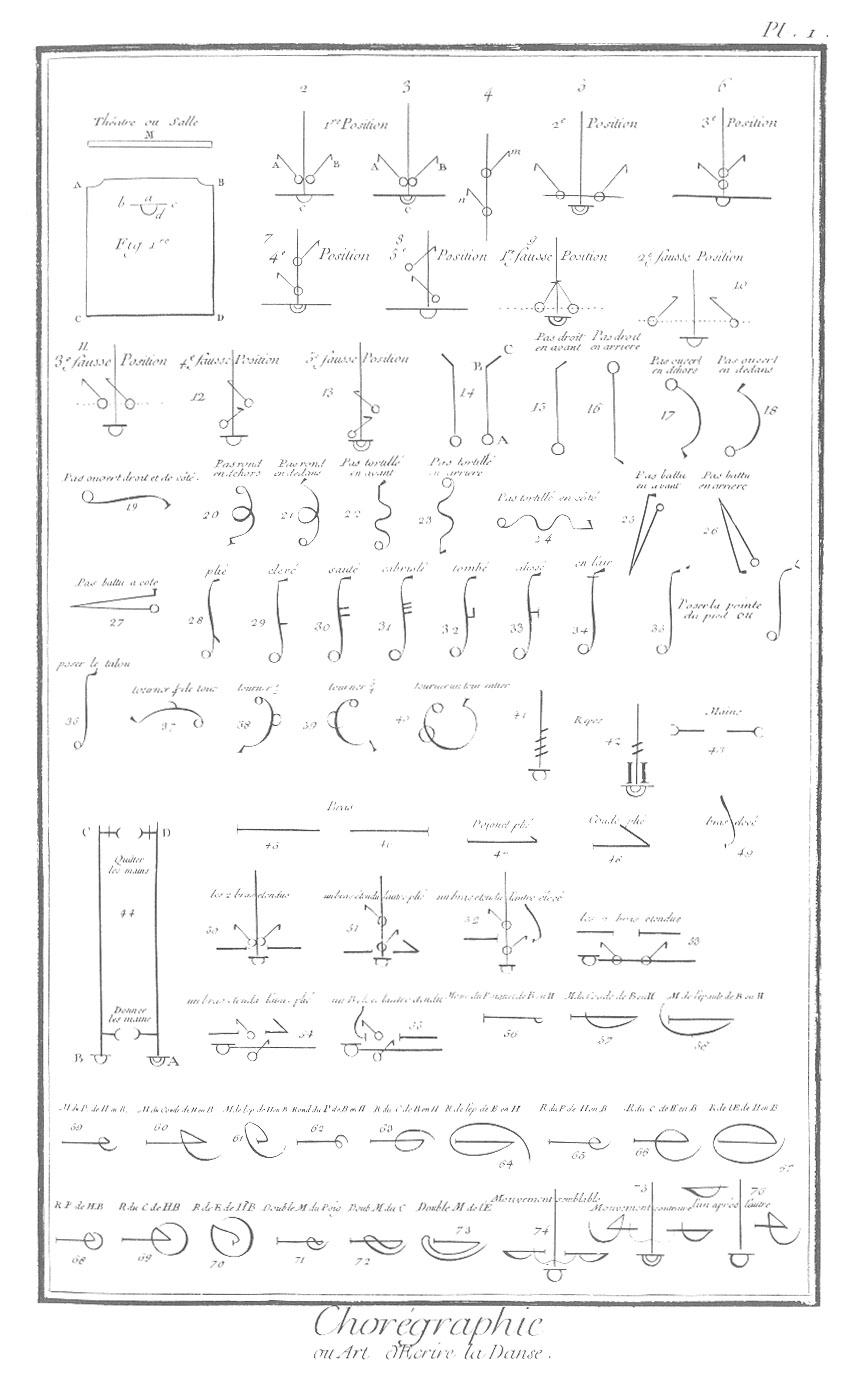 Pl. 1.
Théatre ou Salle
M
A B
b a c
d
Fig 1.re
C D
2 3 4 5 6
1.re Position
2.e Position
3.e Position
A B A B m
n
c c
7 8 9
4.e Position
5.e Position
1.re fausse Position
2.e fausse Position
10
11
3.e fausse Position
4.e fausse Position
5.e fausse Position
12 13 14
B C
A
Pas droit en avant
Pas droit en arriere
Pas ouvert en dehors
Pas ouvert en dedans
15 16 17 18
Pas ouvert droit et de côté.
Pas rond en dehors
Pas rond en dedans
Pas tortillé en avant
Pas tortillé en arriere
Pas tortillé en côté
Pas battu en avant
Pas battu en arriere
19 20 21 22 23 24 25 26
Pas battu a coté
plié elevé sauté cabriolé tombé glissé en l'air
Poser la pointe
du pied ou
27 28 29 30 31 32 33 34 35
poser le talon
tourner ¼ de tour
tourner ½
tourner ¾
tourner un tour entier
Mains
36 37 38 39 40 41 42 43
Bras
C D
Quitter
les mains
44
Donner
les mains
B A
Poignet plié
Coude plié
bras elevé
45 46 47 48 49
les 2 bras etendus
un bras étendu l'autre plié
un bras etendu l'autre élevé
les 2 bras etendus
50 51 52 53
un bras etendu l'autre plié
54 55 56 57 58
M. du Poignet de B en H
M. du Coude de B en H
M. de l'épaule de B en H
M. du P. de H en B.
M. du Coude de H en B
M. de l'ép. de H en B
Rond du P. de B en H
R. du C. de B en H
R. de l'ép. de B en H
R. du P. de H en B
R. du C. de H en B
R. de l'E. de H en B
59 60 61 62 63 64 65 66 67
R. P. de H.B
R. du C. de H.B
R. de E. de H B
Double M. du Poig
Doub. M. du C
Double M. de l'E
Mouvement semblable
Mouvement contraire
l'un après l'autre
68 69 70 71 72 73 74 75 76
Chorégraphie
ou Art d'Ecrire la Danse.